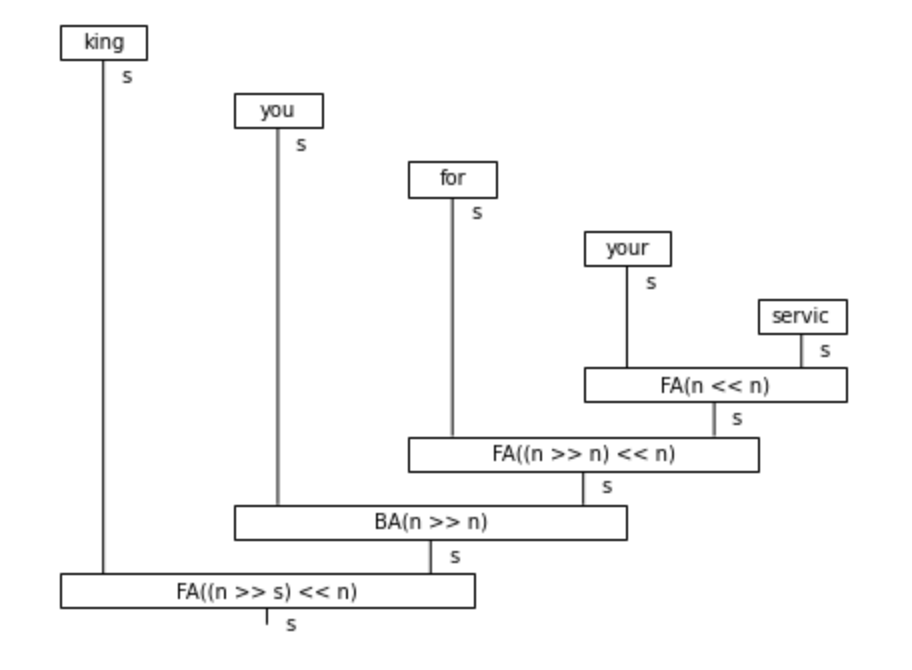 king
s
you
s
for
s
your
s
servic
s
FA(n << n)
s
FA((n >> n) << n)
s
BA(n >> n)
s
FA((n >> s) << n)
s